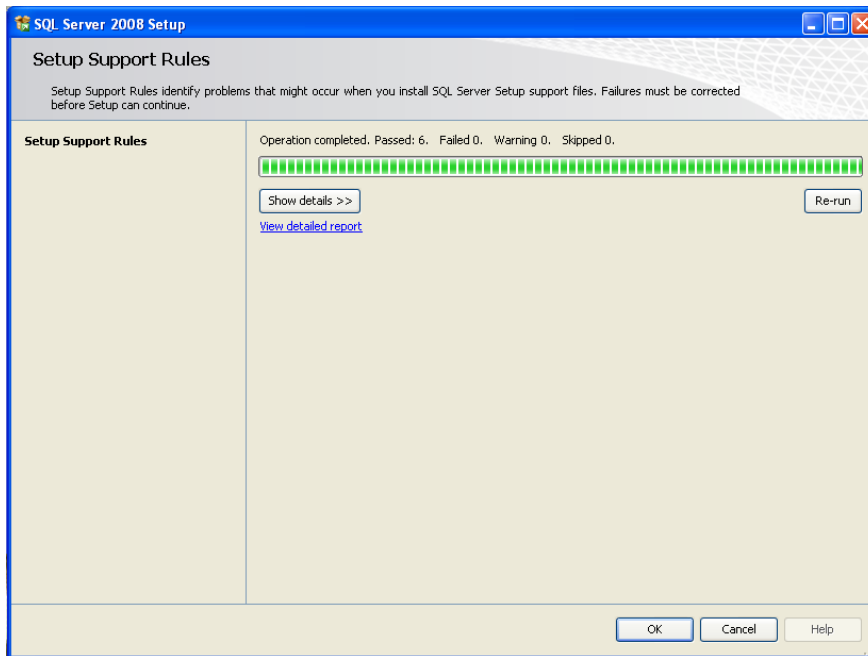 SQL Server 2008 Setup
Setup Support Rules
Setup Support Rules identify problems that might occur when you install SQL Server Setup support files. Failures must be corrected
before Setup can continue.
Setup Support Rules
Operation completed. Passed: 6.   Failed 0.   Warning 0.   Skipped 0.
Show details >>
Re-run
View detailed report
OK
Cancel
Help